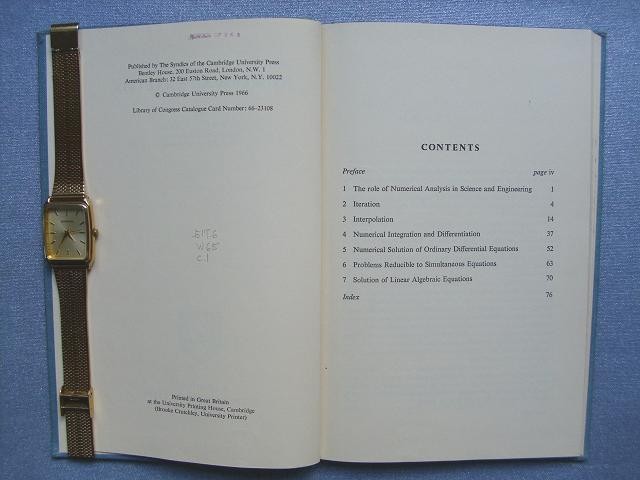 Published by The Syndics of the Cambridge University Press
Bentley House, 200 Euston Road, London, N.W. 1
American Branch: 32 East 57th Street, New York, N.Y. 10022
© Cambridge University Press 1966
Library of Congress Catalogue Card Number: 66-23108
W65
c.1
Printed in Great Britain
at the University Printing House, Cambridge
(Brooke Crutchley, University Printer)
CONTENTS
Preface page iv
1 The role of Numerical Analysis in Science and Engineering 1
2 Iteration 4
3 Interpolation 14
4 Numerical Integration and Differentiation 37
5 Numerical Solution of Ordinary Differential Equations 52
6 Problems Reducible to Simultaneous Equations 63
7 Solution of Linear Algebraic Equations 70
Index 76